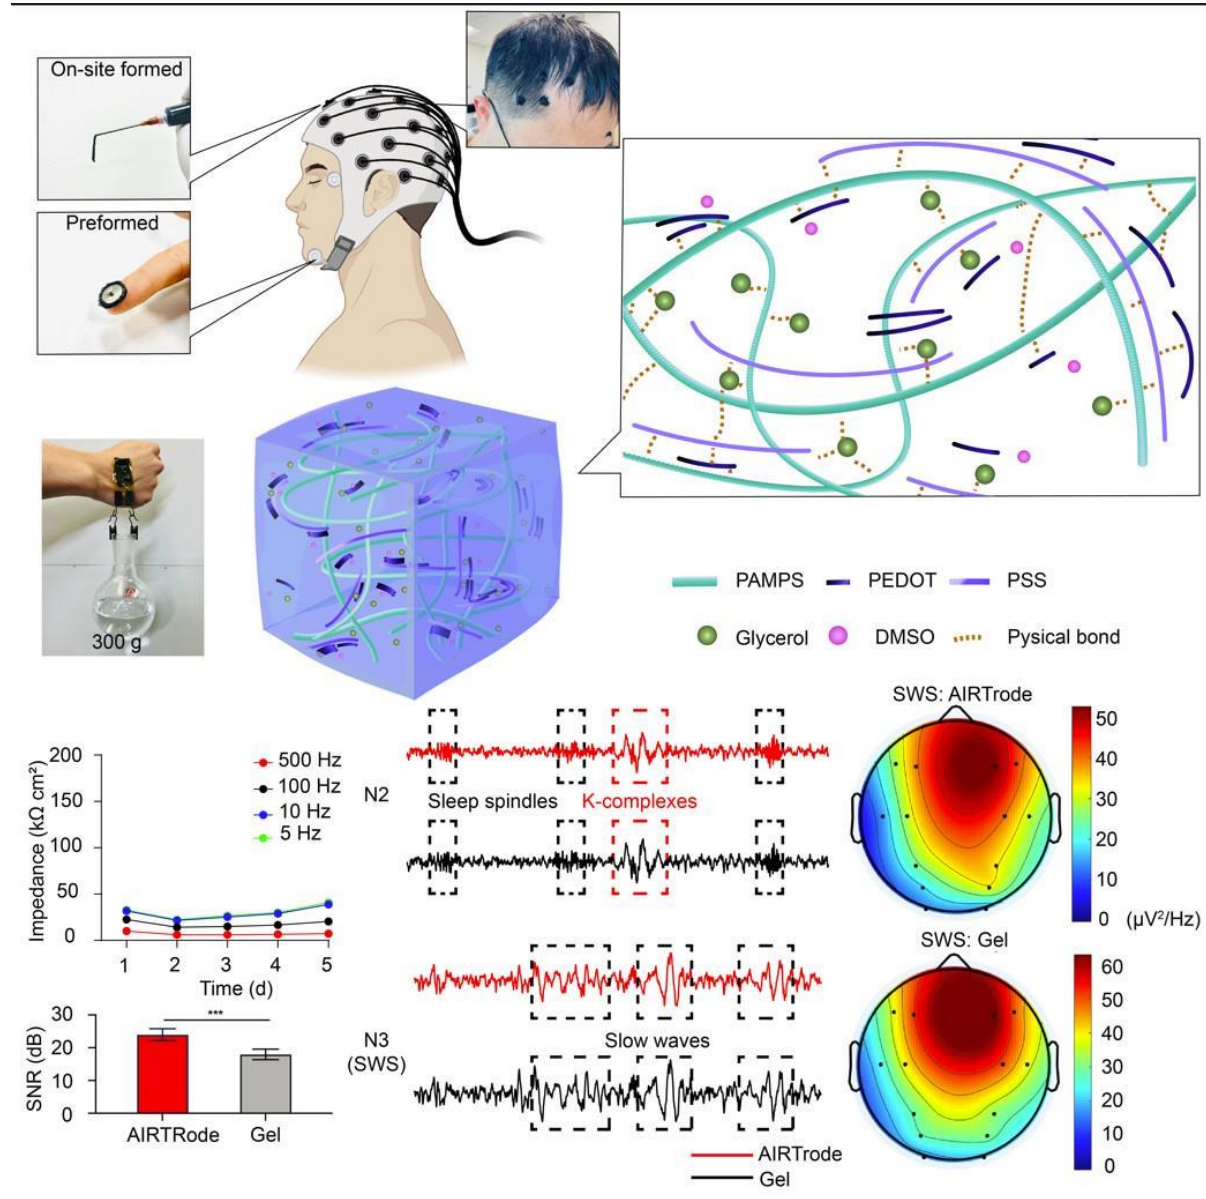 On-site formed
Preformed
300 g
PAMPS
PEDOT
PSS
Glycerol
DMSO
Pysical bond
Impedance (kΩ cm²)
200
150
100
50
0
500 Hz
100 Hz
10 Hz
5 Hz
1 2 3 4 5
Time (d)
SNR (dB)
30
20
10
0
***
AIRTRode
Gel
N2
Sleep spindles
K-complexes
N3
(SWS)
Slow waves
AIRTrode
Gel
SWS: AIRTrode
50
40
30
20
10
0
(µV²/Hz)
SWS: Gel
60
50
40
30
20
10
0